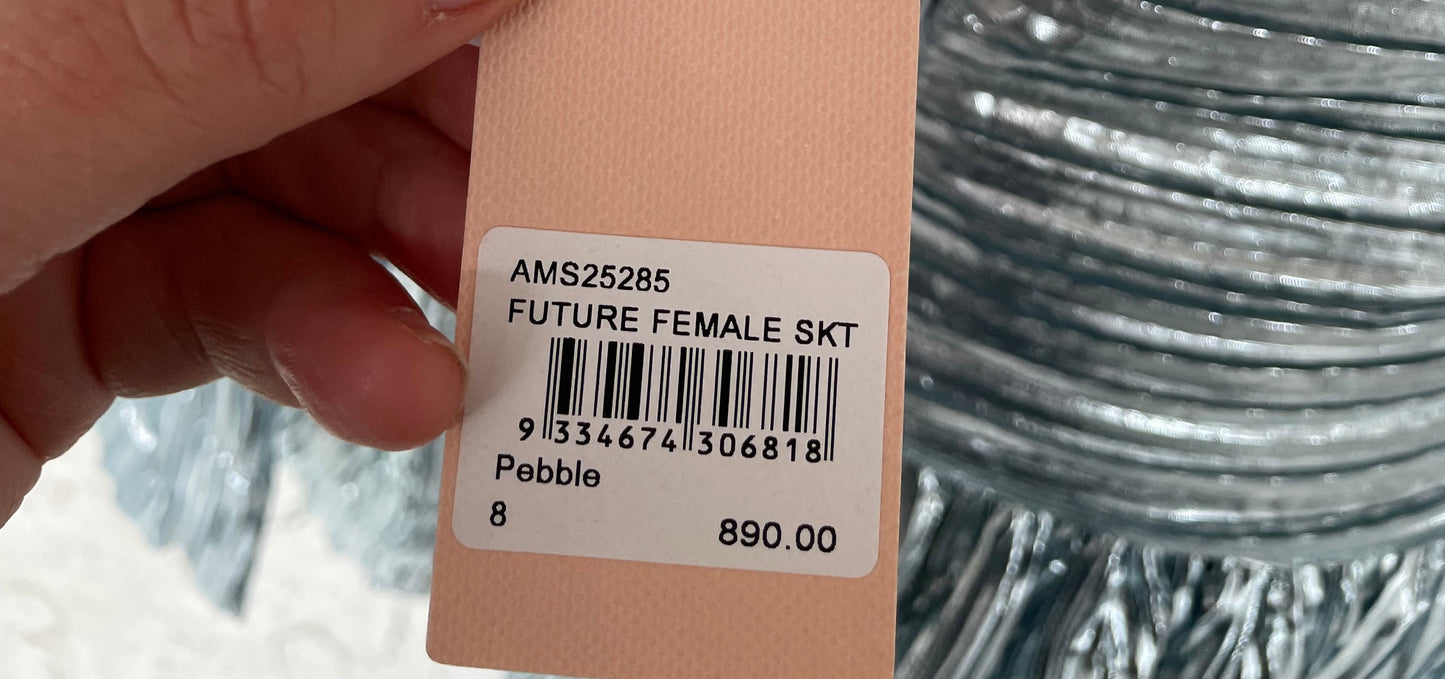 AMS25285
FUTURE FEMALE SKT
9 334674 306818
Pebble
8 890.00